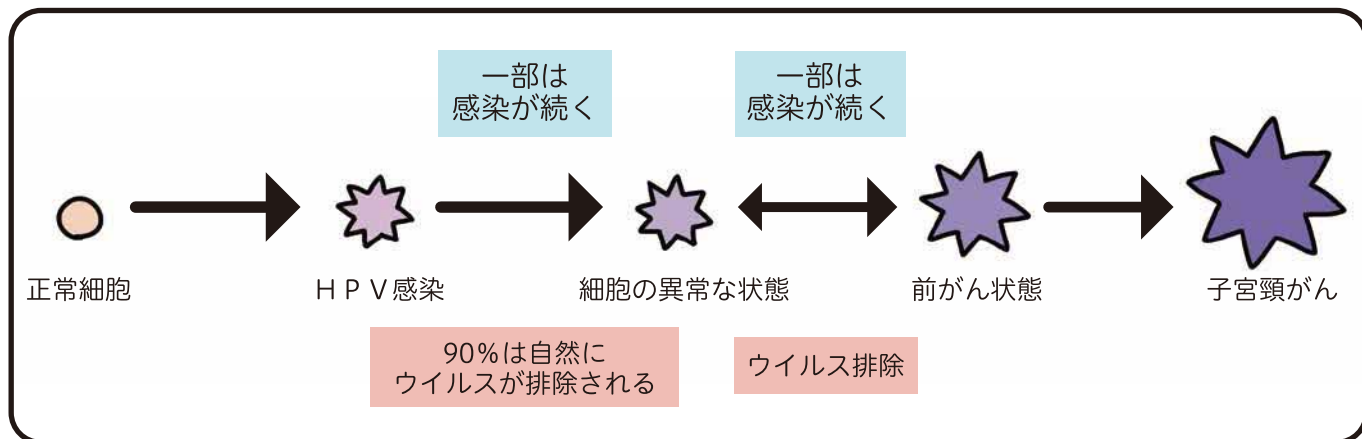 一部は
感染が続く
一部は
感染が続く
正常細胞
ＨＰＶ感染
細胞の異常な状態
前がん状態
子宮頸がん
90%は自然に
ウイルスが排除される
ウイルス排除